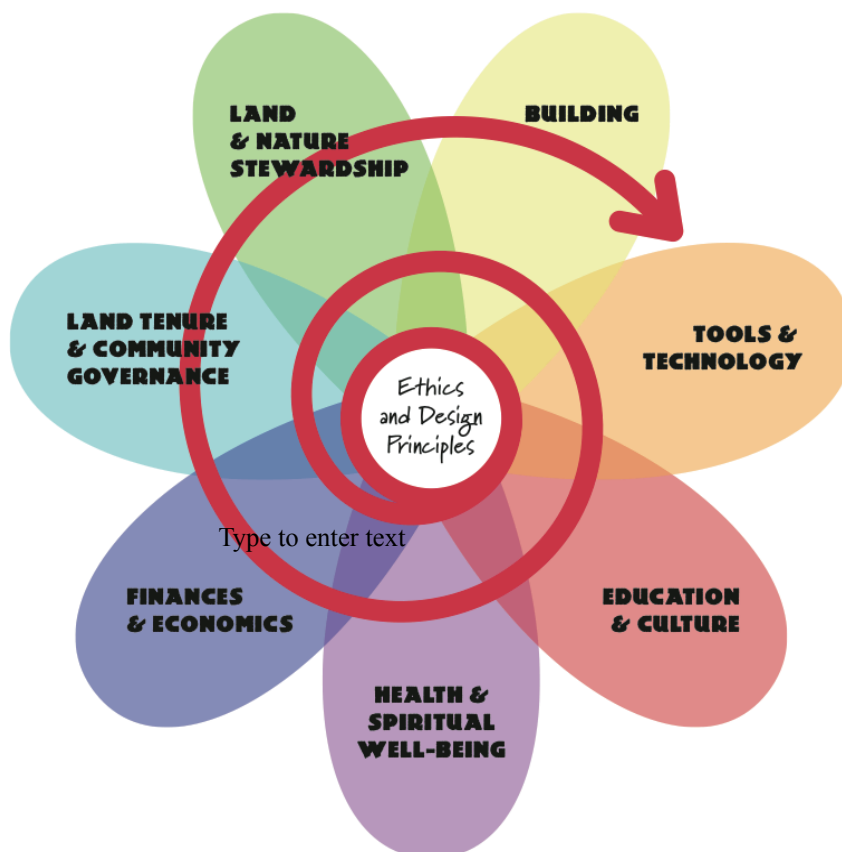 LAND
& NATURE
STEWARDSHIP
BUILDING
TOOLS &
TECHNOLOGY
LAND TENURE
& COMMUNITY
GOVERNANCE
Ethics
and Design
Principles
Type to enter text
FINANCES
& ECONOMICS
EDUCATION
& CULTURE
HEALTH &
SPIRITUAL
WELL-BEING